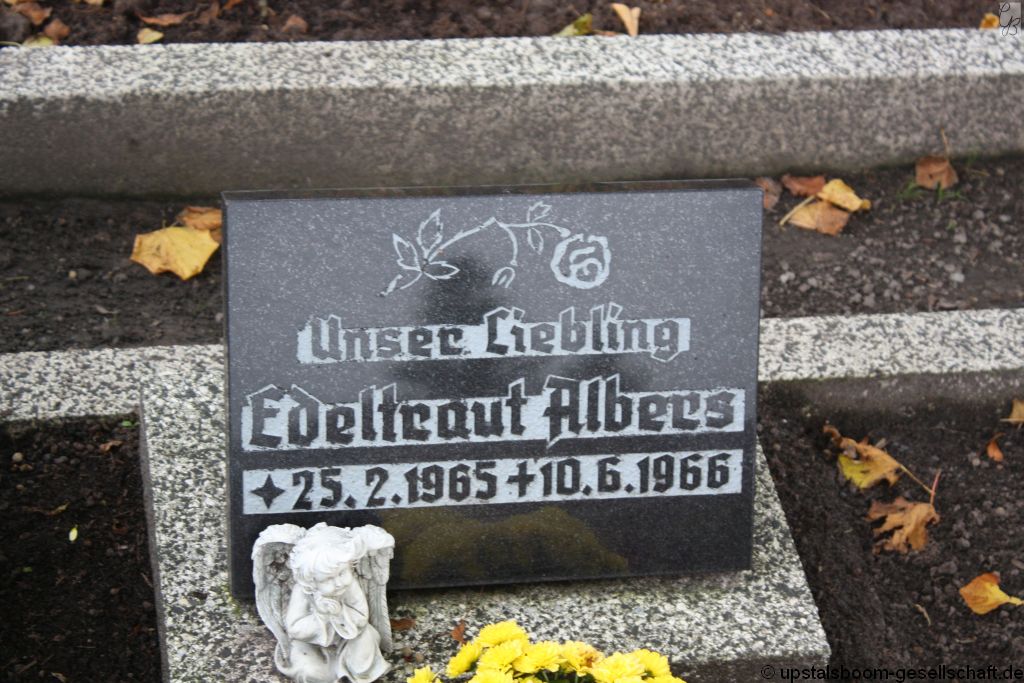 Unser Liebling
Edeltraut Albers
✦25.2.1965 ✝10.6.1966
© upstalsboom-gesellschaft.de